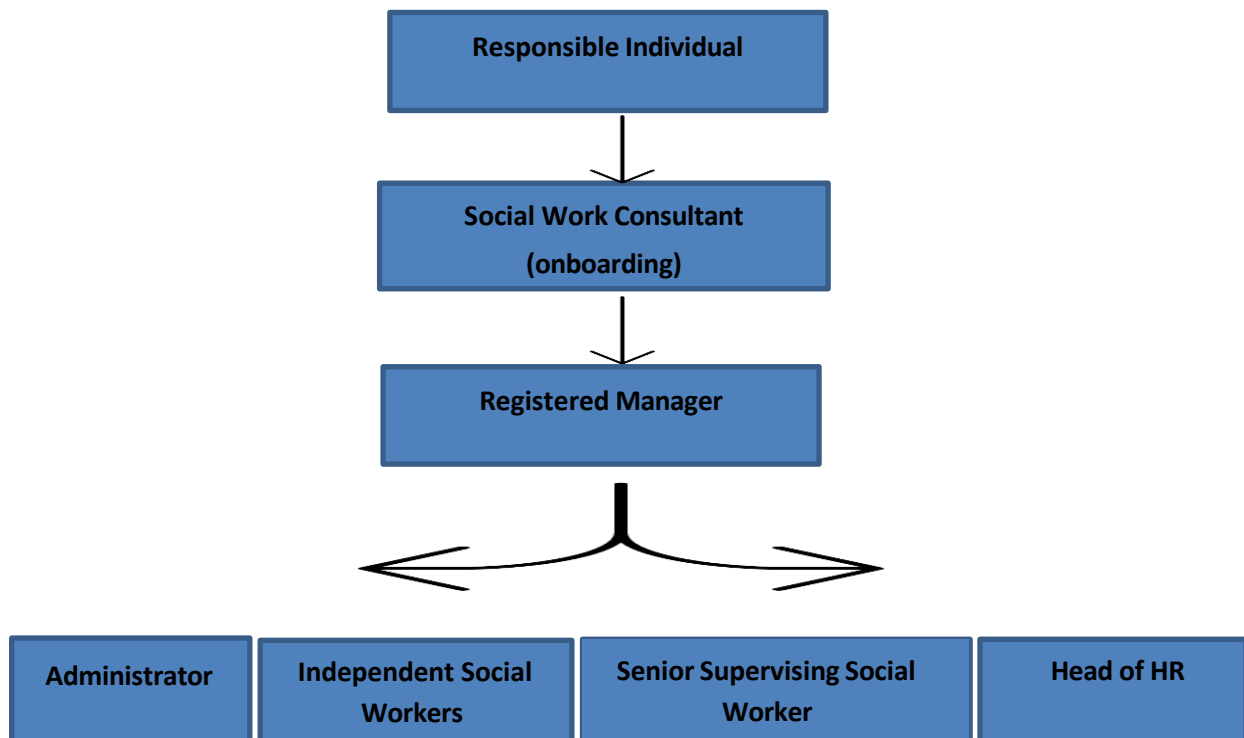 Responsible Individual
Social Work Consultant
(onboarding)
Registered Manager
Administrator
Independent Social
Workers
Senior Supervising Social
Worker
Head of HR